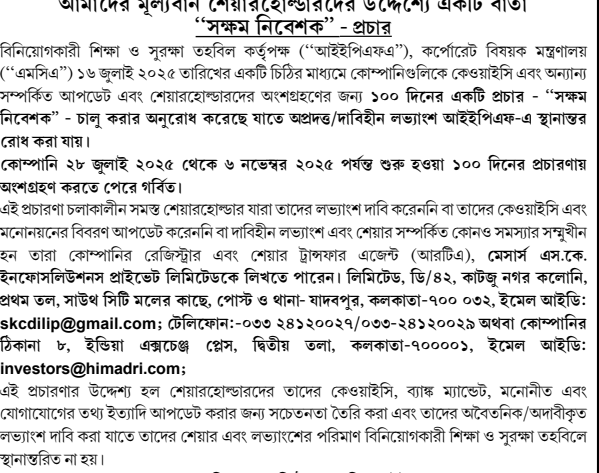 আমাদের মূল্যবান শেয়ারহোল্ডারদের উদ্দেশ্যে একটি বার্তা
“সক্ষম নিবেশক” - প্রচার
বিনিয়োগকারী শিক্ষা ও সুরক্ষা তহবিল কর্তৃপক্ষ (“আইইপিএফএ”), কর্পোরেট বিষয়ক মন্ত্রণালয়
(“এমসিএ”) ১৬ জুলাই ২০২৫ তারিখের একটি চিঠির মাধ্যমে কোম্পানিগুলিকে কেওয়াইসি এবং অন্যান্য
সম্পর্কিত আপডেট এবং শেয়ারহোল্ডারদের অংশগ্রহণের জন্য ১০০ দিনের একটি প্রচার - “সক্ষম
নিবেশক” - চালু করার অনুরোধ করেছে যাতে অপ্রদত্ত/দাবিহীন লভ্যাংশ আইইপিএফ-এ স্থানান্তর
রোধ করা যায়।
কোম্পানি ২৮ জুলাই ২০২৫ থেকে ৬ নভেম্বর ২০২৫ পর্যন্ত শুরু হওয়া ১০০ দিনের প্রচারণায়
অংশগ্রহণ করতে পেরে গর্বিত।
এই প্রচারণা চলাকালীন সমস্ত শেয়ারহোল্ডার যারা তাদের লভ্যাংশ দাবি করেননি বা তাদের কেওয়াইসি এবং
মনোনয়নের বিবরণ আপডেট করেননি বা দাবিহীন লভ্যাংশ এবং শেয়ার সম্পর্কিত কোনও সমস্যার সম্মুখীন
হন তারা কোম্পানির রেজিস্ট্রার এবং শেয়ার ট্রান্সফার এজেন্ট (আরটিএ), মেসার্স এস.কে.
ইনফোসলিউশনস প্রাইভেট লিমিটেডকে লিখতে পারেন। লিমিটেড, ডি/৪২, কাটজু নগর কলোনি,
প্রথম তল, সাউথ সিটি মলের কাছে, পোস্ট ও থানা- যাদবপুর, কলকাতা-৭০০ ০৩২, ইমেল আইডি:
skcdilip@gmail.com; টেলিফোন:-০৩৩ ২৪১২০০২৭/০৩৩-২৪১২০০২৯ অথবা কোম্পানির
ঠিকানা ৮, ইন্ডিয়া এক্সচেঞ্জ প্লেস, দ্বিতীয় তলা, কলকাতা-৭০০০০১, ইমেল আইডি:
investors@himadri.com;
এই প্রচারণার উদ্দেশ্য হল শেয়ারহোল্ডারদের তাদের কেওয়াইসি, ব্যাঙ্ক ম্যান্ডেট, মনোনীত এবং
যোগাযোগের তথ্য ইত্যাদি আপডেট করার জন্য সচেতনতা তৈরি করা এবং তাদের অবৈতনিক/অদাবীকৃত
লভ্যাংশ দাবি করা যাতে তাদের শেয়ার এবং লভ্যাংশের পরিমাণ বিনিয়োগকারী শিক্ষা ও সুরক্ষা তহবিলে
স্থানান্তরিত না হয়।